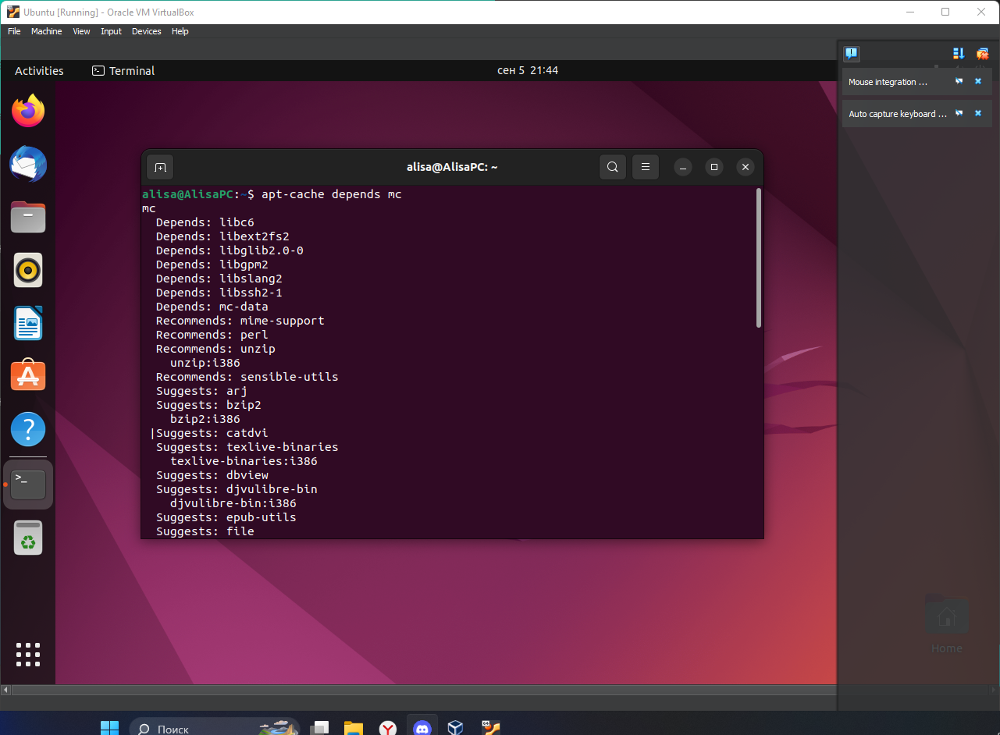 Ubuntu [Running] - Oracle VM VirtualBox
File Machine View Input Devices Help
Activities Terminal сен 5 21:44
Mouse integration ...
Auto capture keyboard ...
alisa@AlisaPC: ~
alisa@AlisaPC:~$ apt-cache depends mc
mc
Depends: libc6
Depends: libext2fs2
Depends: libglib2.0-0
Depends: libgpm2
Depends: libslang2
Depends: libssh2-1
Depends: mc-data
Recommends: mime-support
Recommends: perl
Recommends: unzip
unzip:i386
Recommends: sensible-utils
Suggests: arj
Suggests: bzip2
bzip2:i386
|Suggests: catdvi
Suggests: texlive-binaries
texlive-binaries:i386
Suggests: dbview
Suggests: djvulibre-bin
djvulibre-bin:i386
Suggests: epub-utils
Suggests: file
Home
Поиск